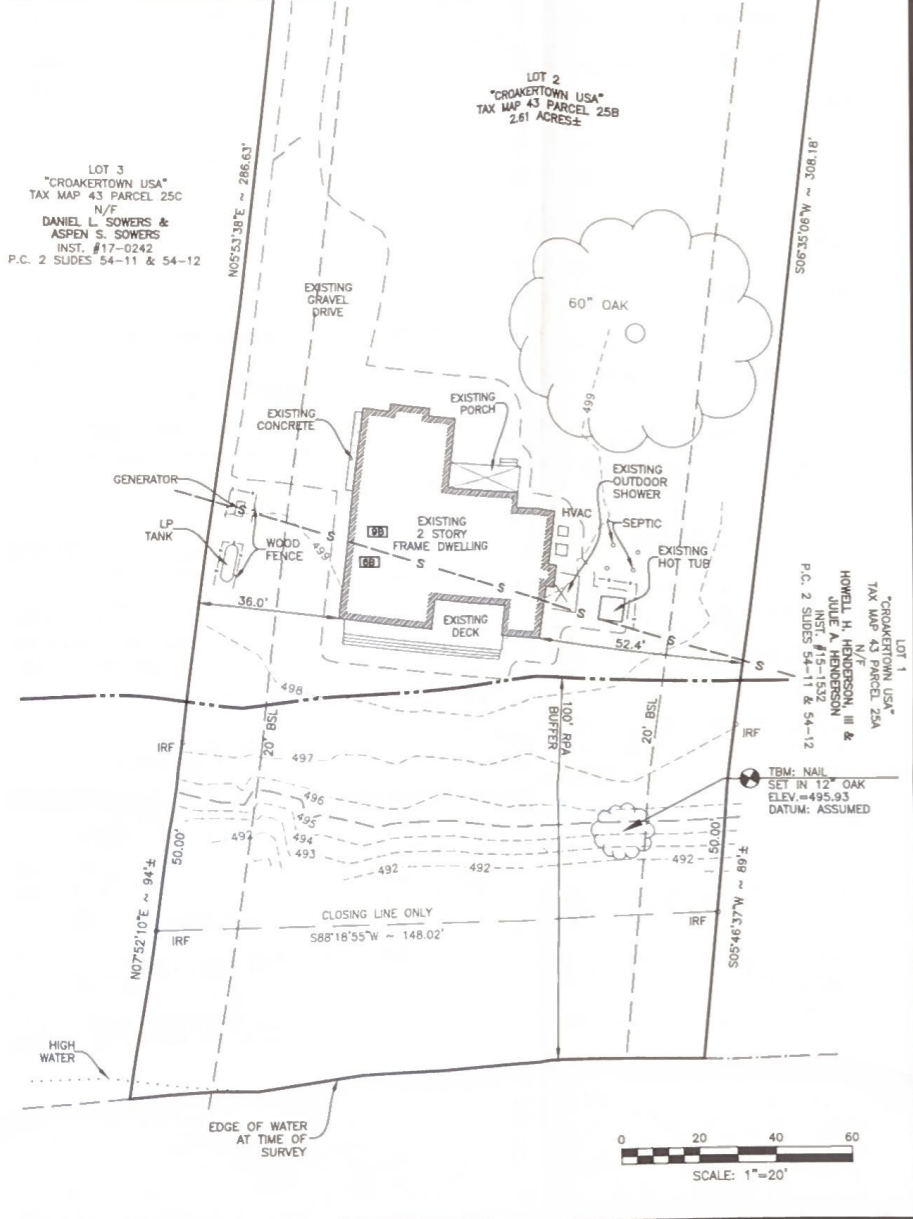 LOT 2
"CROAKERTOWN USA"
TAX MAP 43 PARCEL 25B
2.61 ACRES±
LOT 3
"CROAKERTOWN USA"
TAX MAP 43 PARCEL 25C
N/F
DANIEL L. SOWERS &
ASPEN S. SOWERS
INST. #17-0242
P.C. 2 SLIDES 54-11 & 54-12
N05°53'38"E ~ 286.63'
S06°35'06"W ~ 308.18'
EXISTING
GRAVEL
DRIVE
60" OAK
499
EXISTING
PORCH
EXISTING
CONCRETE
GENERATOR
S
LP
TANK
WOOD
FENCE
499
S
9B
6B
EXISTING
2 STORY
FRAME DWELLING
S
HVAC
EXISTING
OUTDOOR
SHOWER
SEPTIC
EXISTING
HOT TUB
S
S
S
EXISTING
DECK
36.0'
52.4'
LOT 1
"CROAKERTOWN USA"
TAX MAP 43 PARCEL 25A
N/F
HOWELL H. HENDERSON, III &
JULIE A. HENDERSON
INST. #15-1532
P.C. 2 SLIDES 54-11 & 54-12
498
20' BSL
100' RPA
BUFFER
20' BSL
IRF
IRF
497
TBM: NAIL
SET IN 12" OAK
ELEV.=495.93
DATUM: ASSUMED
496
495
494
493
492
492
492
492
50.00'
50.00'
N07°52'10"E ~ 94'±
S05°46'37"W ~ 89'±
CLOSING LINE ONLY
S88°18'55"W ~ 148.02'
IRF
IRF
HIGH
WATER
EDGE OF WATER
AT TIME OF
SURVEY
0 20 40 60
SCALE: 1"=20'